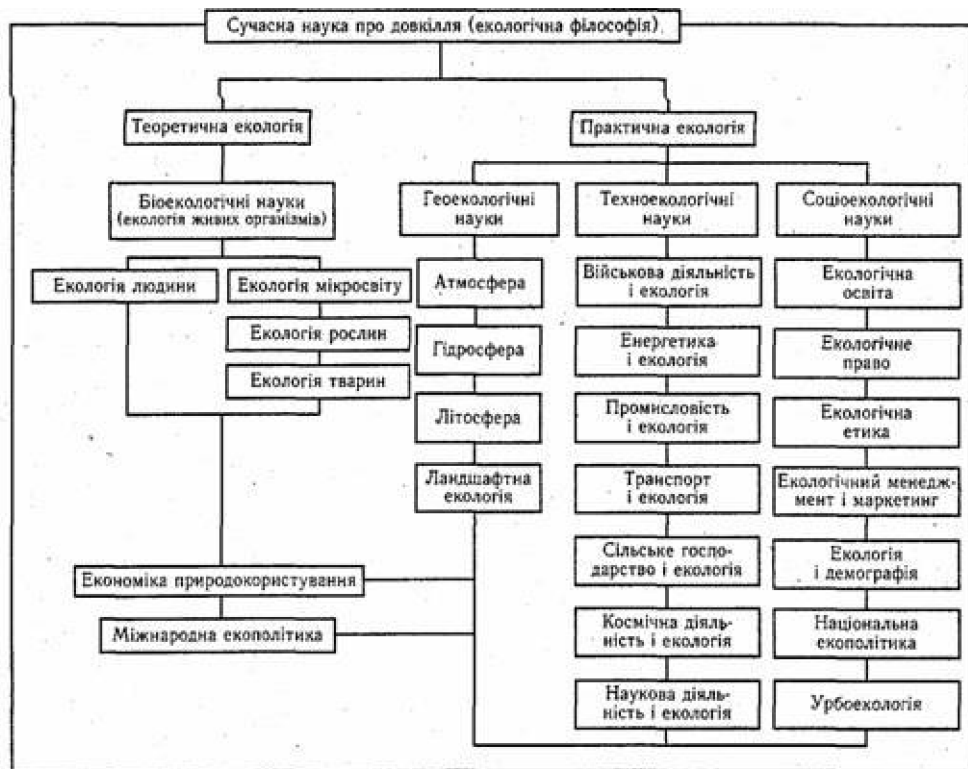 Сучасна наука про довкілля (екологічна філософія).
Теоретична екологія
Практична екологія
Біоекологічні науки
(екологія живих організмів)
Геоекологічні
науки
Техноекологічні
науки
Соціоекологічні
науки
Екологія людини
Екологія мікросвіту
Екологія рослин
Екологія тварин
Атмосфера
Гідросфера
Літосфера
Ландшафтна
екологія
Військова діяльність
і екологія
Енергетика
і екологія
Промисловість
і екологія
Транспорт
і екологія
Сільське госпо-
дарство і екологія
Космічна діяль-
ність і екологія
Наукова діяль-
ність і екологія
Екологічна
освіта
Екологічне
право
Екологічна
етика
Екологічний менедж-
мент і маркетинг
Екологія
і демографія
Національна
екополітика
Урбоекологія
Економіка природокористування
Міжнародна екополітика